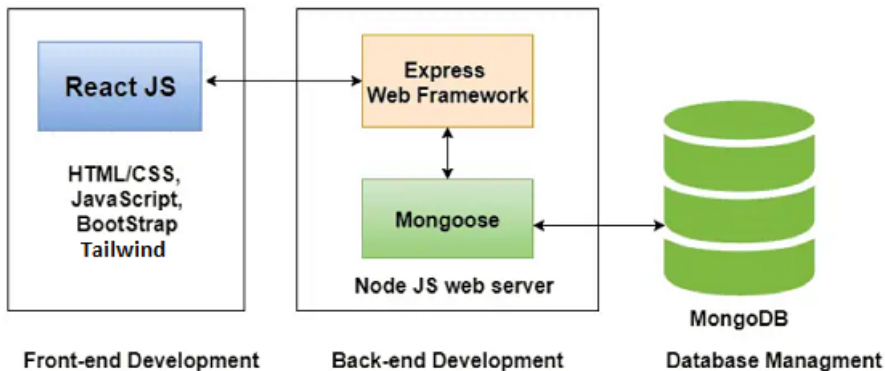 React JS
HTML/CSS,
JavaScript,
BootStrap
Tailwind
Front-end Development
Express
Web Framework
Mongoose
Node JS web server
Back-end Development
MongoDB
Database Managment